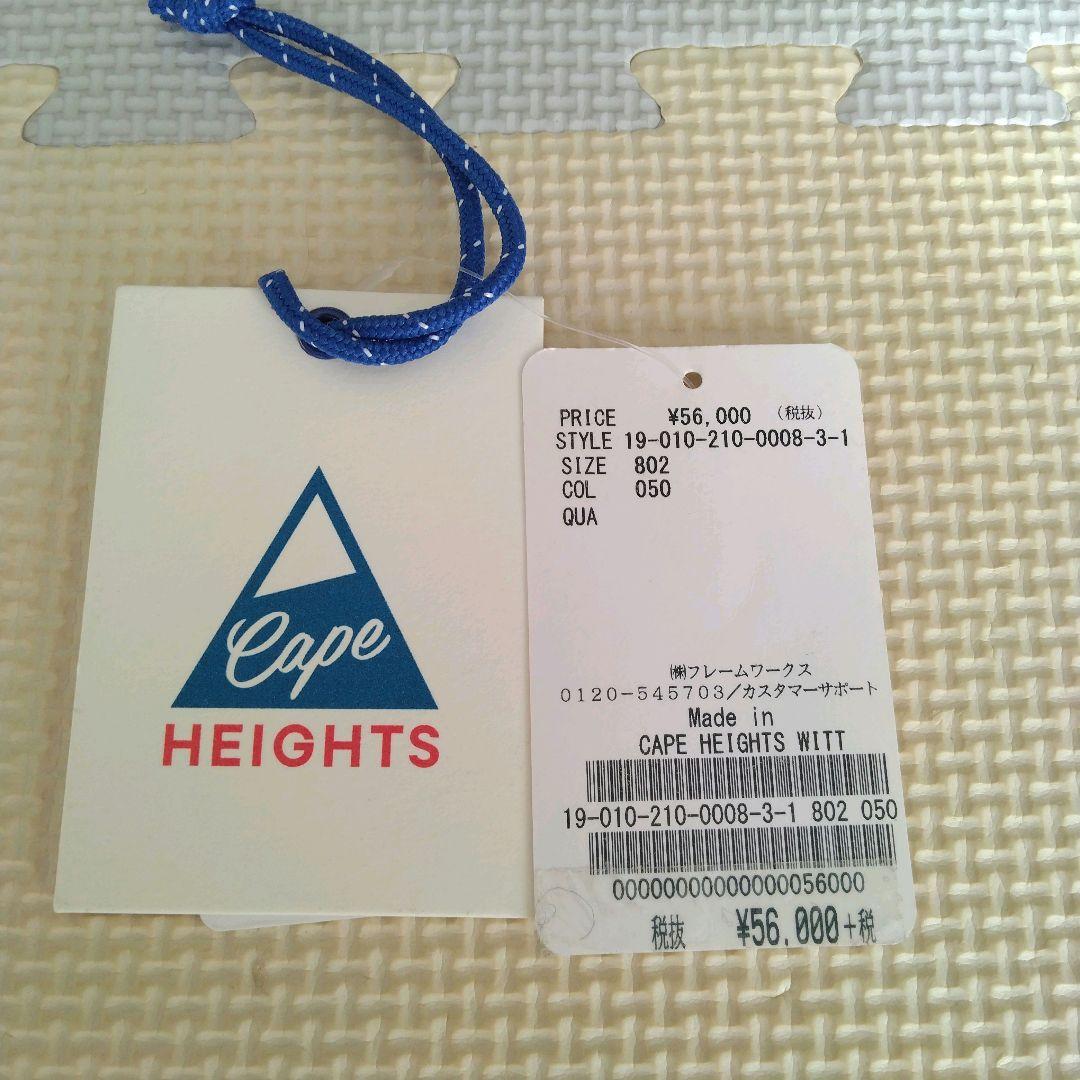 Cape
HEIGHTS
PRICE ¥56,000 (税抜)
STYLE 19-010-210-0008-3-1
SIZE 802
COL 050
QUA
㈱フレームワークス
0120-545703/カスタマーサポート
Made in
CAPE HEIGHTS WITT
19-010-210-0008-3-1 802 050
00000000000000056000
税抜 ¥56,000+税